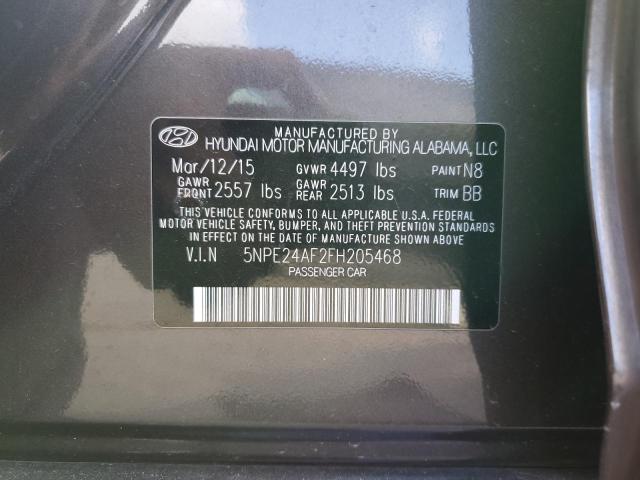 MANUFACTURED BY
HYUNDAI MOTOR MANUFACTURING ALABAMA, LLC
Mar/12/15 GVWR 4497 lbs PAINT N8
GAWR FRONT 2557 lbs GAWR REAR 2513 lbs TRIM BB
THIS VEHICLE CONFORMS TO ALL APPLICABLE U.S.A. FEDERAL
MOTOR VEHICLE SAFETY, BUMPER, AND THEFT PREVENTION STANDARDS
IN EFFECT ON THE DATE OF MANUFACTURE SHOWN ABOVE.
V.I.N 5NPE24AF2FH205468
PASSENGER CAR